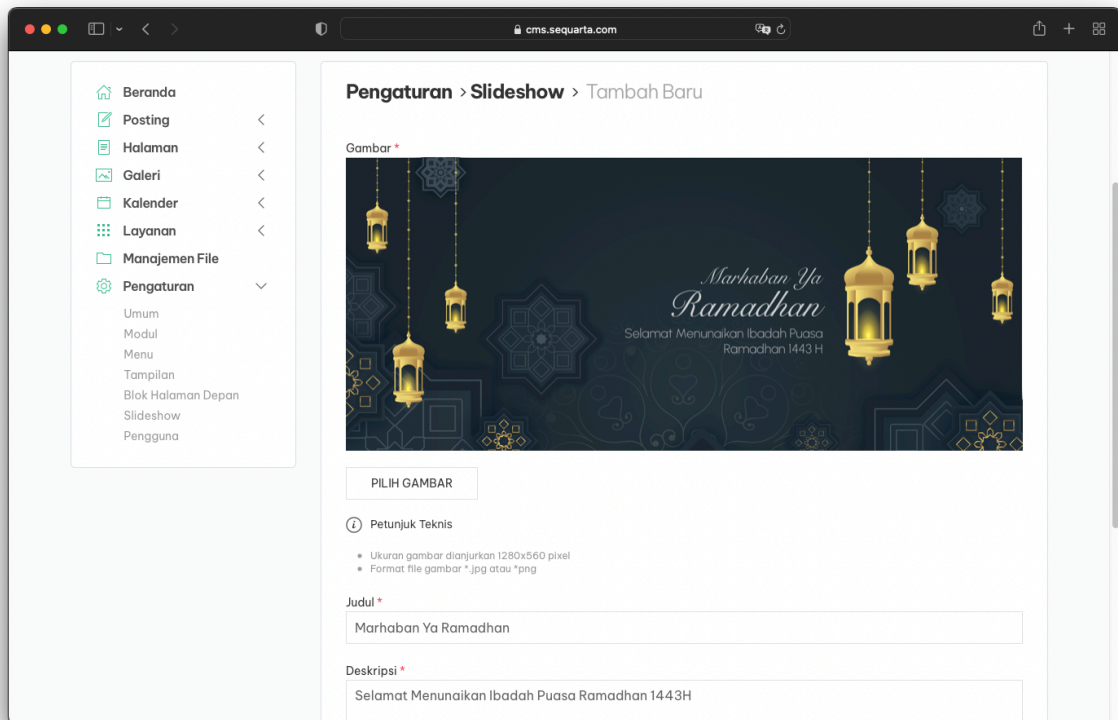 cms.sequarta.com
Beranda
Posting
Halaman
Galeri
Kalender
Layanan
Manajemen File
Pengaturan
Umum
Modul
Menu
Tampilan
Blok Halaman Depan
Slideshow
Pengguna
Pengaturan > Slideshow > Tambah Baru
Gambar *
Marhaban Ya
Ramadhan
Selamat Menunaikan Ibadah Puasa
Ramadhan 1443 H
PILIH GAMBAR
Petunjuk Teknis
Ukuran gambar dianjurkan 1280x560 pixel
Format file gambar *.jpg atau *png
Judul *
Marhaban Ya Ramadhan
Deskripsi *
Selamat Menunaikan Ibadah Puasa Ramadhan 1443H